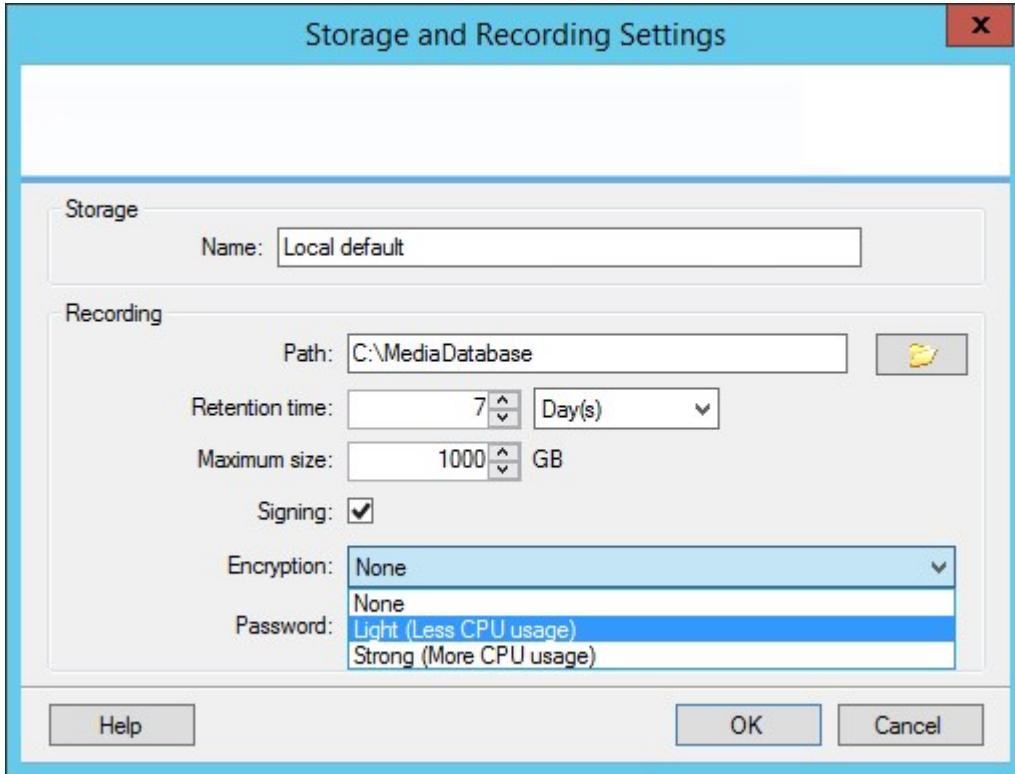 Storage and Recording Settings
x
Storage
Name: Local default
Recording
Path: C:\MediaDatabase
Retention time: 7 Day(s)
Maximum size: 1000 GB
Signing:
Encryption: None
None
Password: Light (Less CPU usage)
Strong (More CPU usage)
Help OK Cancel